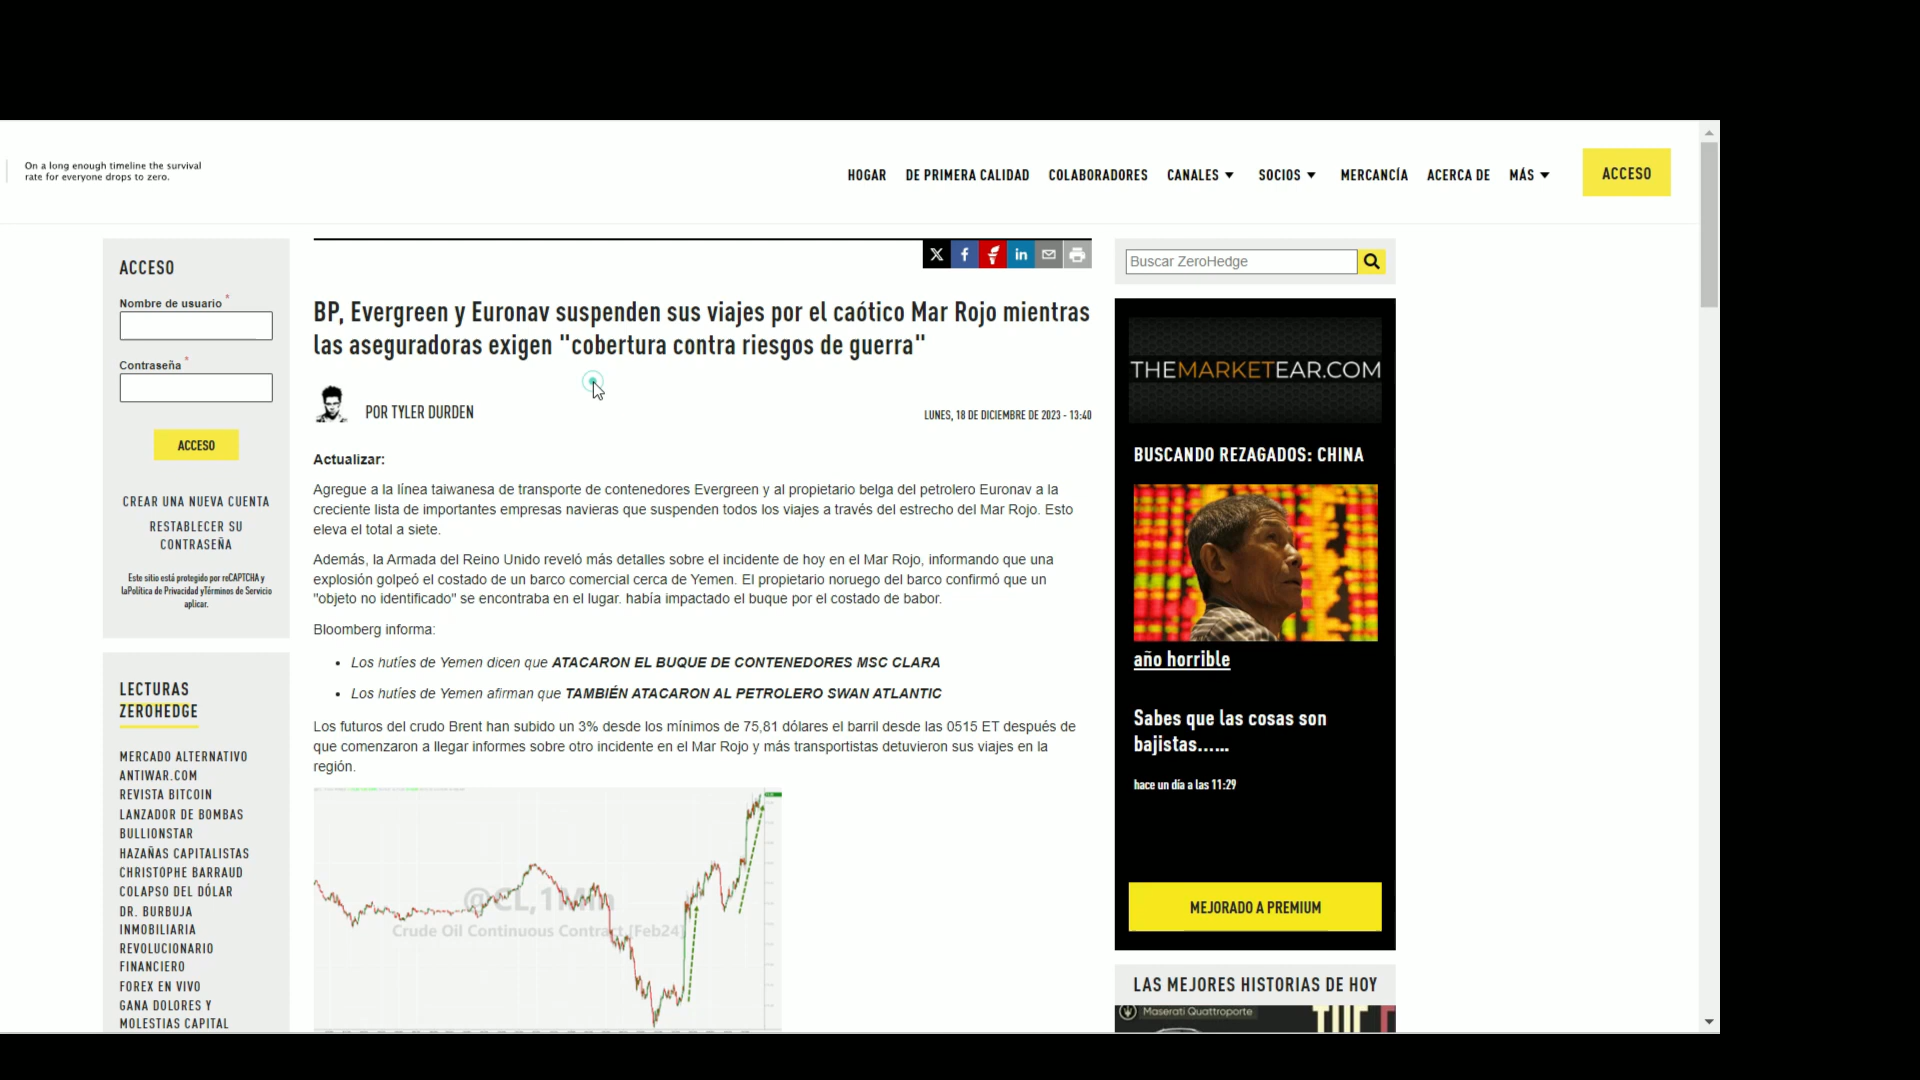 On a long enough timeline the survival
rate for everyone drops to zero.
HOGAR DE PRIMERA CALIDAD COLABORADORES CANALES SOCIOS MERCANCÍA ACERCA DE MÁS ACCESO
ACCESO
Nombre de usuario *
Contraseña *
ACCESO
CREAR UNA NUEVA CUENTA
RESTABLECER SU
CONTRASEÑA
Este sitio está protegido por reCAPTCHA y
laPolítica de Privacidad yTérminos de Servicio
aplicar.
LECTURAS
ZEROHEDGE
MERCADO ALTERNATIVO
ANTIWAR.COM
REVISTA BITCOIN
LANZADOR DE BOMBAS
BULLIONSTAR
HAZAÑAS CAPITALISTAS
CHRISTOPHE BARRAUD
COLAPSO DEL DÓLAR
DR. BURBUJA
INMOBILIARIA
REVOLUCIONARIO
FINANCIERO
FOREX EN VIVO
GANA DOLORES Y
MOLESTIAS CAPITAL
BP, Evergreen y Euronav suspenden sus viajes por el caótico Mar Rojo mientras
las aseguradoras exigen "cobertura contra riesgos de guerra"
POR TYLER DURDEN
LUNES, 18 DE DICIEMBRE DE 2023 - 13:40
Actualizar:
Agregue a la línea taiwanesa de transporte de contenedores Evergreen y al propietario belga del petrolero Euronav a la
creciente lista de importantes empresas navieras que suspenden todos los viajes a través del estrecho del Mar Rojo. Esto
eleva el total a siete.
Además, la Armada del Reino Unido reveló más detalles sobre el incidente de hoy en el Mar Rojo, informando que una
explosión golpeó el costado de un barco comercial cerca de Yemen. El propietario noruego del barco confirmó que un
"objeto no identificado" se encontraba en el lugar. había impactado el buque por el costado de babor.
Bloomberg informa:
• Los hutíes de Yemen dicen que ATACARON EL BUQUE DE CONTENEDORES MSC CLARA
• Los hutíes de Yemen afirman que TAMBIÉN ATACARON AL PETROLERO SWAN ATLANTIC
Los futuros del crudo Brent han subido un 3% desde los mínimos de 75,81 dólares el barril desde las 0515 ET después de
que comenzaron a llegar informes sobre otro incidente en el Mar Rojo y más transportistas detuvieron sus viajes en la
región.
@CL,1Min
Crude Oil Continuous Contract [Feb24]
Buscar ZeroHedge
THEMARKETEAR.COM
BUSCANDO REZAGADOS: CHINA
año horrible
Sabes que las cosas son
bajistas......
hace un día a las 11:29
MEJORADO A PREMIUM
LAS MEJORES HISTORIAS DE HOY
Maserati Quattroporte